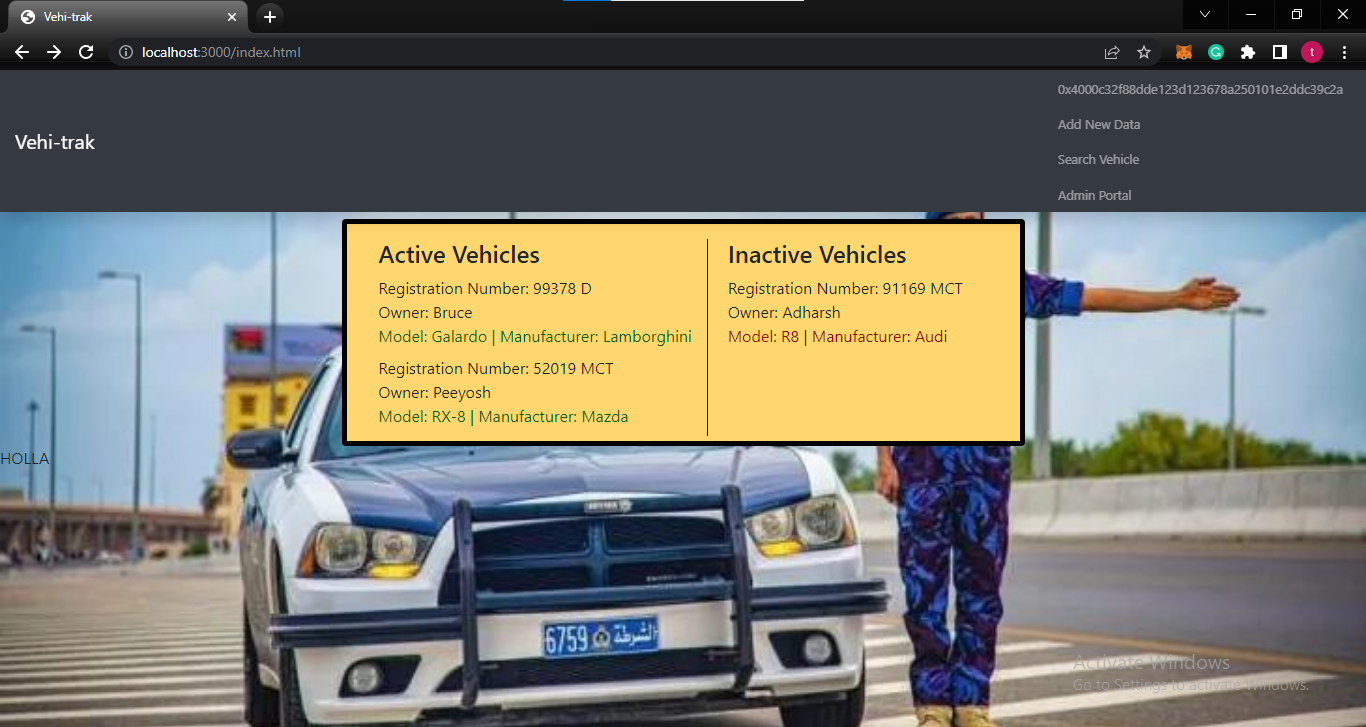 Vehi-trak
localhost:3000/index.html
t
0x4000c32f88dde123d123678a250101e2ddc39c2a
Vehi-trak
Add New Data
Search Vehicle
Admin Portal
Active Vehicles
Registration Number: 99378 D
Owner: Bruce
Model: Galardo | Manufacturer: Lamborghini
Registration Number: 52019 MCT
Owner: Peeyosh
Model: RX-8 | Manufacturer: Mazda
Inactive Vehicles
Registration Number: 91169 MCT
Owner: Adharsh
Model: R8 | Manufacturer: Audi
HOLLA
6759 الشرطة
Activate Windows
Go to Settings to activate Windows.